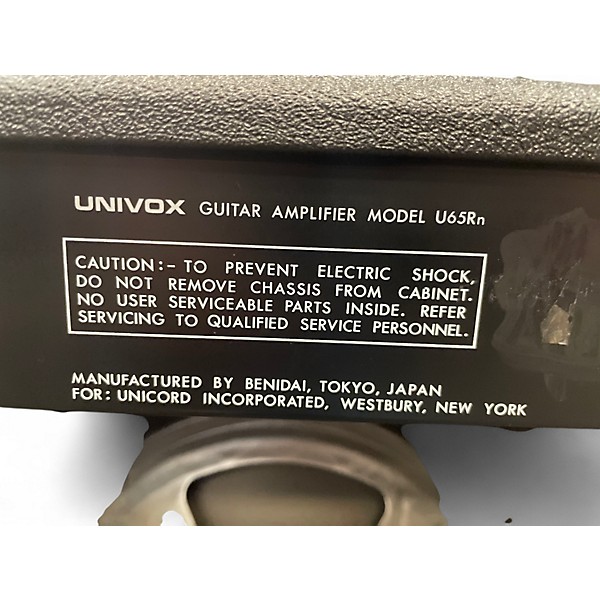 UNIVOX GUITAR AMPLIFIER MODEL U65Rn
CAUTION:- TO PREVENT ELECTRIC SHOCK,
DO NOT REMOVE CHASSIS FROM CABINET.
NO USER SERVICEABLE PARTS INSIDE. REFER
SERVICING TO QUALIFIED SERVICE PERSONNEL.
MANUFACTURED BY BENIDAI, TOKYO, JAPAN
FOR: UNICORD INCORPORATED, WESTBURY, NEW YORK